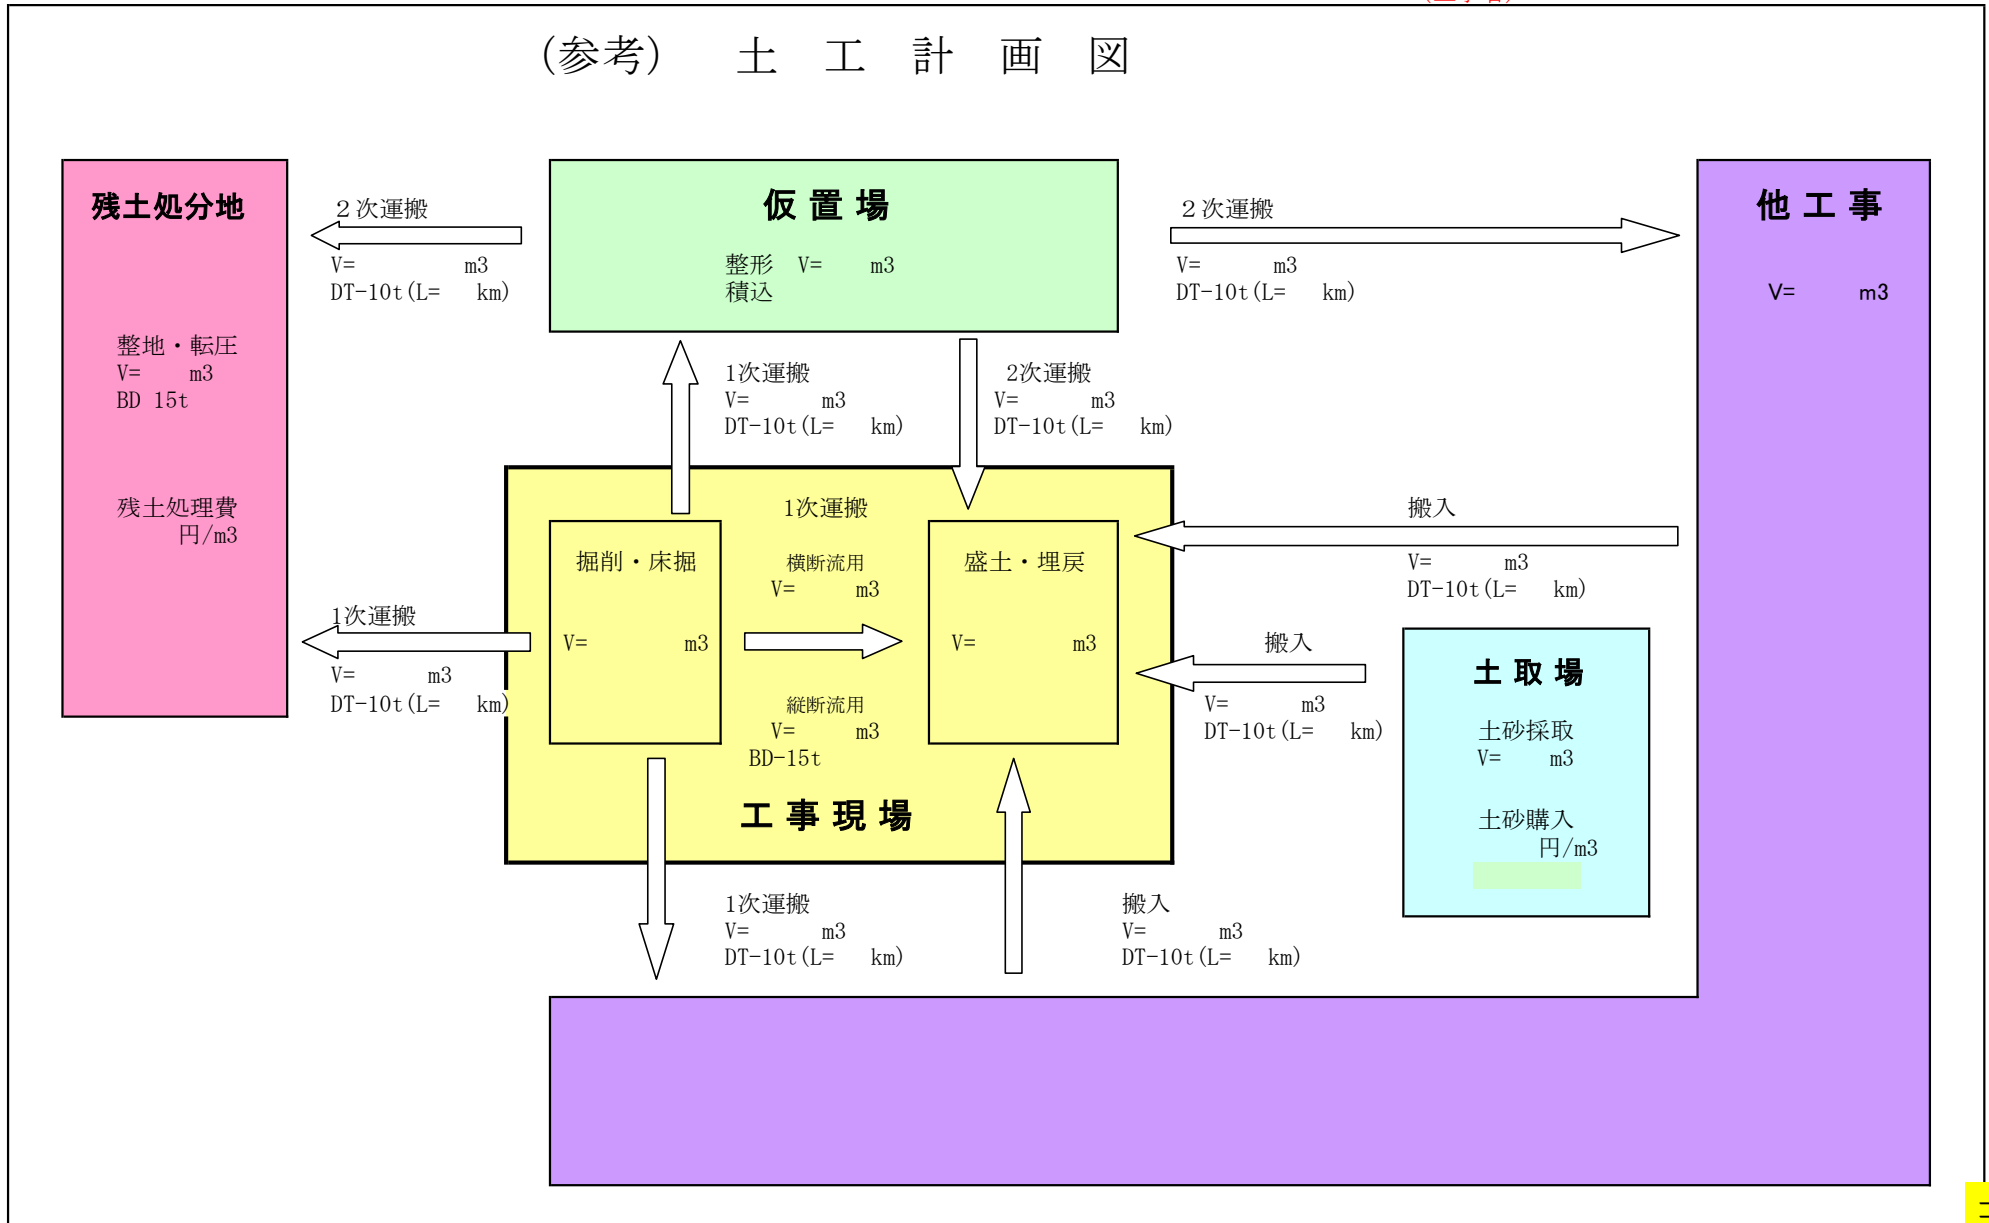 (参考) 土 工 計 画 図
残土処分地
整地・転圧
V= m3
BD 15t
残土処理費
円/m3
2次運搬
V= m3
DT-10t(L= km)
仮置場
整形 V= m3
積込
2次運搬
V= m3
DT-10t(L= km)
他工事
V= m3
1次運搬
V= m3
DT-10t(L= km)
2次運搬
V= m3
DT-10t(L= km)
1次運搬
V= m3
DT-10t(L= km)
掘削・床掘
V= m3
1次運搬
横断流用
V= m3
縦断流用
V= m3
BD-15t
盛土・埋戻
V= m3
工事現場
搬入
V= m3
DT-10t(L= km)
搬入
V= m3
DT-10t(L= km)
土取場
土砂採取
V= m3
土砂購入
円/m3
1次運搬
V= m3
DT-10t(L= km)
搬入
V= m3
DT-10t(L= km)